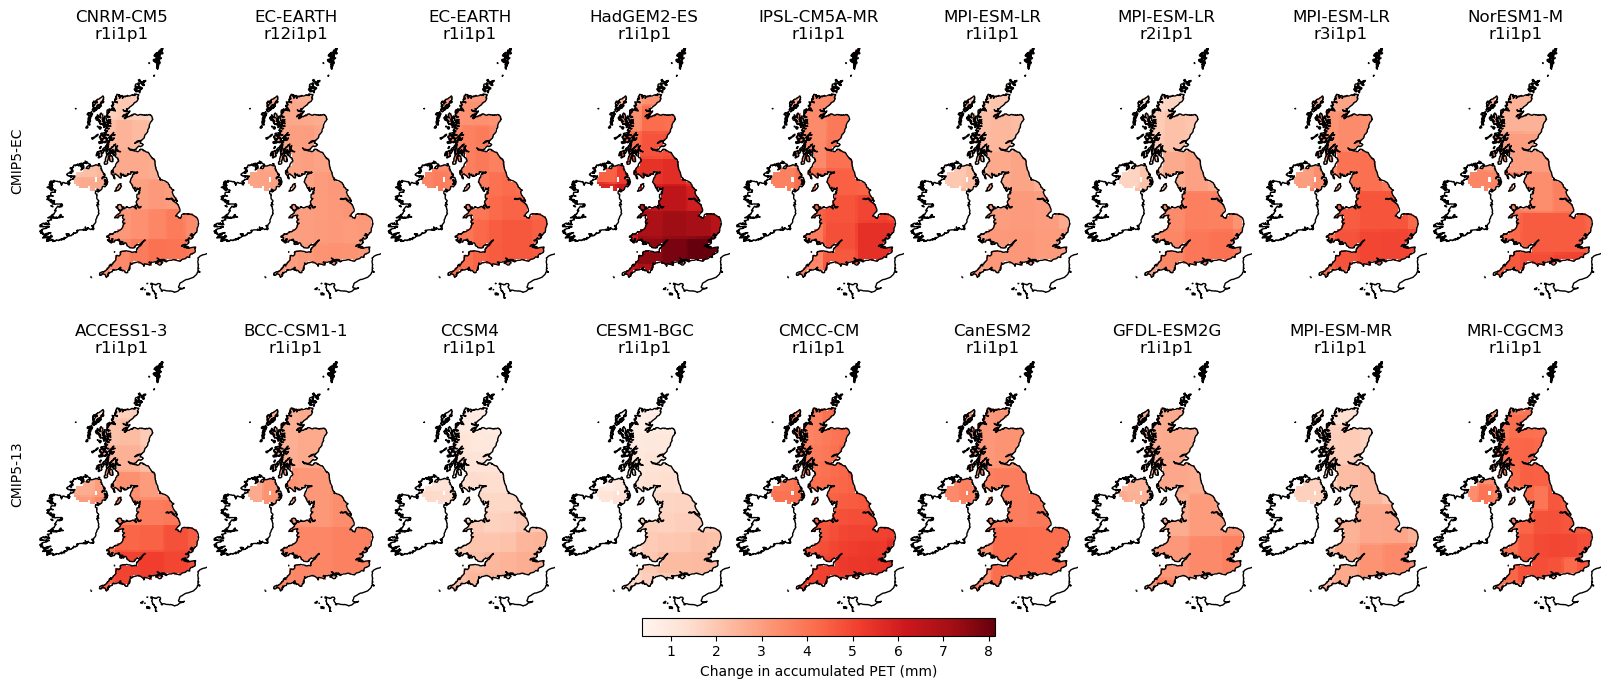 CNRM-CM5 EC-EARTH EC-EARTH HadGEM2-ES IPSL-CM5A-MR MPI-ESM-LR MPI-ESM-LR MPI-ESM-LR NorESM1-M
r1i1p1 r12i1p1 r1i1p1 r1i1p1 r1i1p1 r1i1p1 r2i1p1 r3i1p1 r1i1p1
CMIP5-EC
ACCESS1-3 BCC-CSM1-1 CCSM4 CESM1-BGC CMCC-CM CanESM2 GFDL-ESM2G MPI-ESM-MR MRI-CGCM3
r1i1p1 r1i1p1 r1i1p1 r1i1p1 r1i1p1 r1i1p1 r1i1p1 r1i1p1 r1i1p1
CMIP5-13
1 2 3 4 5 6 7 8
Change in accumulated PET (mm)